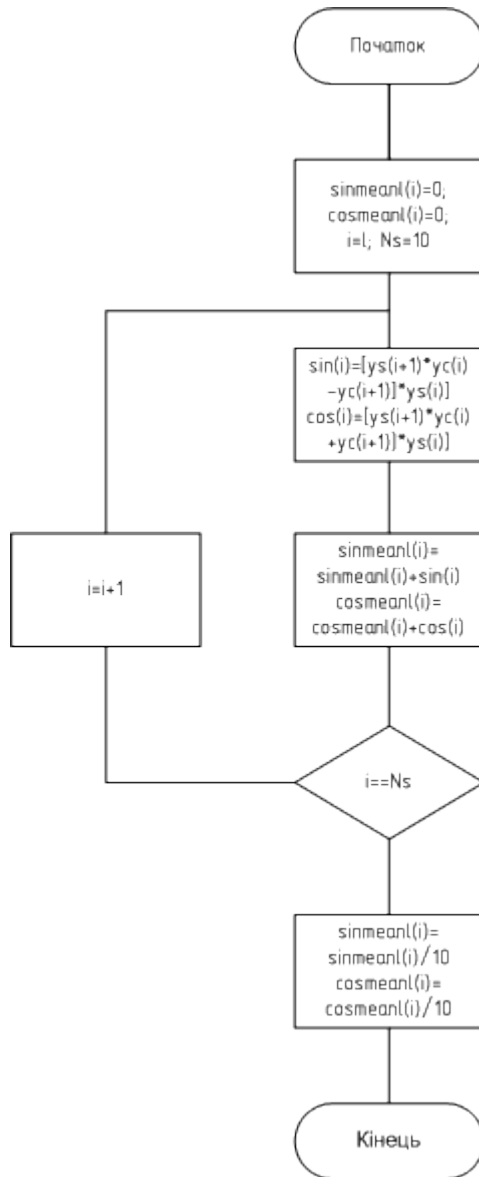 Початок
sinmeanl(i)=0;
cosmeanl(i)=0;
i=l; Ns=10
sin(i)=[ys(i+1)*yc(i)
-yc(i+1)]*ys(i)]
cos(i)=[ys(i+1)*yc(i)
+yc(i+1)]*ys(i)]
i=i+1
sinmeanl(i)=
sinmeanl(i)+sin(i)
cosmeanl(i)=
cosmeanl(i)+cos(i)
i==Ns
sinmeanl(i)=
sinmeanl(i)/10
cosmeanl(i)=
cosmeanl(i)/10
Кінець